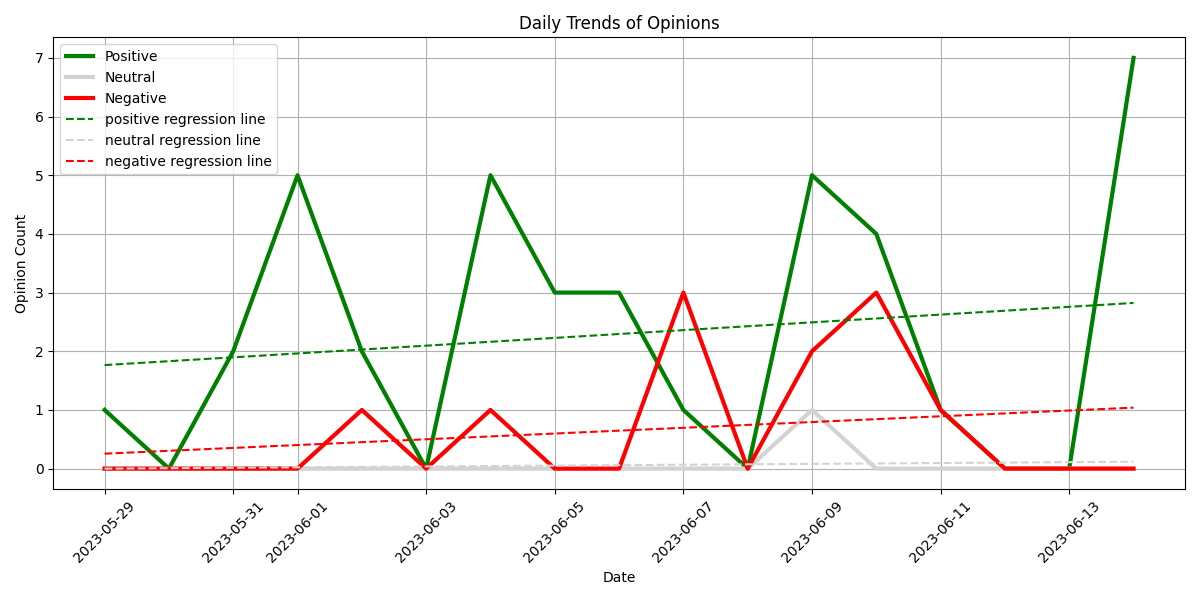 Daily Trends of Opinions
Positive
Neutral
Negative
positive regression line
neutral regression line
negative regression line
Opinion Count
7
6
5
4
3
2
1
0
2023-05-29
2023-05-31
2023-06-01
2023-06-03
2023-06-05
2023-06-07
2023-06-09
2023-06-11
2023-06-13
Date